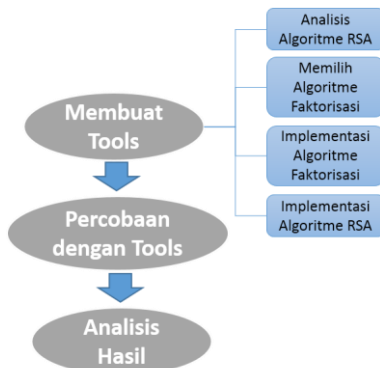 Analisis
Algoritme RSA
Memilih
Algoritme
Faktorisasi
Membuat
Tools
Implementasi
Algoritme
Faktorisasi
Implementasi
Algoritme RSA
Percobaan
dengan Tools
Analisis
Hasil